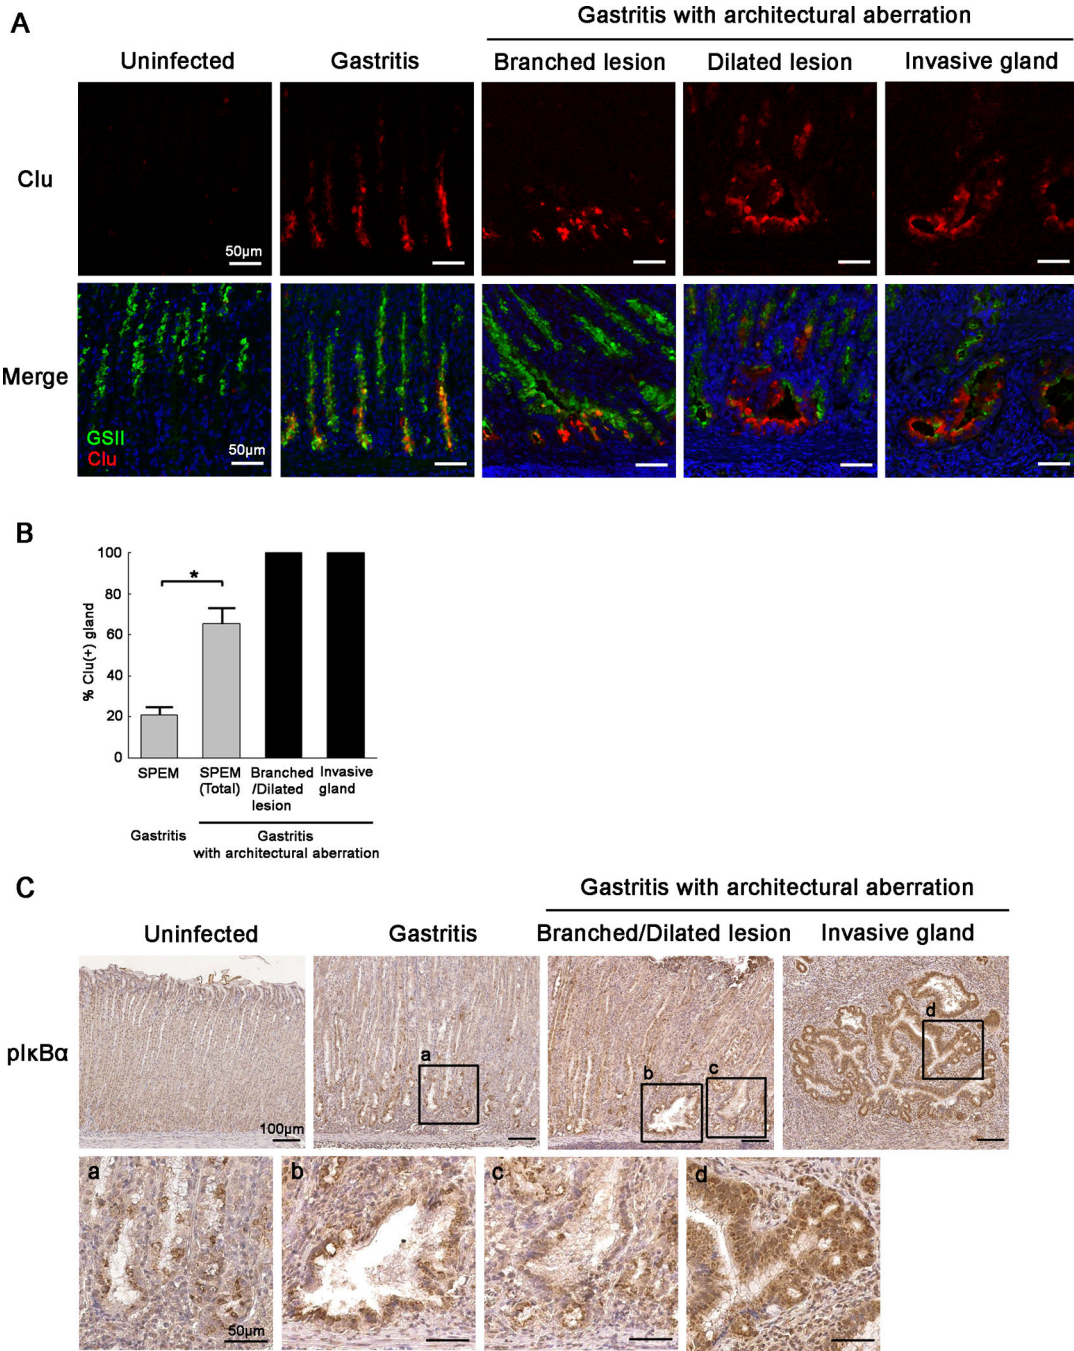 A
Gastritis with architectural aberration
Uninfected
Gastritis
Branched lesion
Dilated lesion
Invasive gland
Clu
50μm
Merge
GSII
Clu
50μm
B
% Clu(+) gland
100
80
60
40
20
0
*
SPEM
SPEM
(Total)
Branched
/Dilated
lesion
Invasive
gland
Gastritis
Gastritis
with architectural aberration
C
Gastritis with architectural aberration
Uninfected
Gastritis
Branched/Dilated lesion
Invasive gland
pIκBα
100μm
a
b
c
d
a
50μm
b
c
d